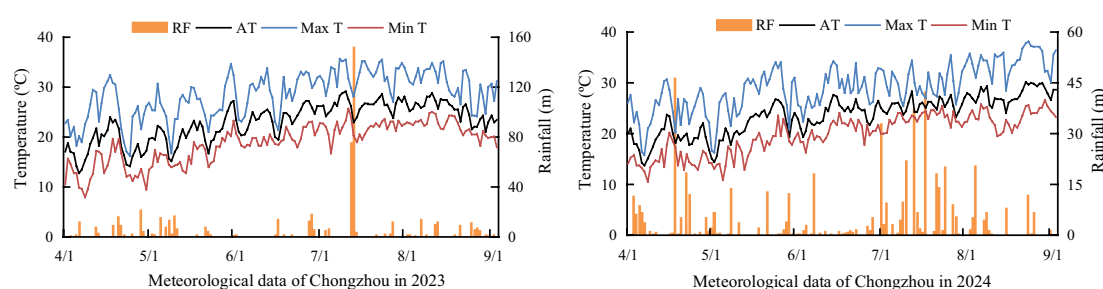 RF AT Max T Min T
40
30
20
10
0
Temperature (ºC)
160
120
80
40
0
Rainfall (m)
4/1 5/1 6/1 7/1 8/1 9/1
Meteorological data of Chongzhou in 2023
RF AT Max T Min T
40
30
20
10
0
Temperature (ºC)
60
45
30
15
0
Rainfall (m)
4/1 5/1 6/1 7/1 8/1 9/1
Meteorological data of Chongzhou in 2024